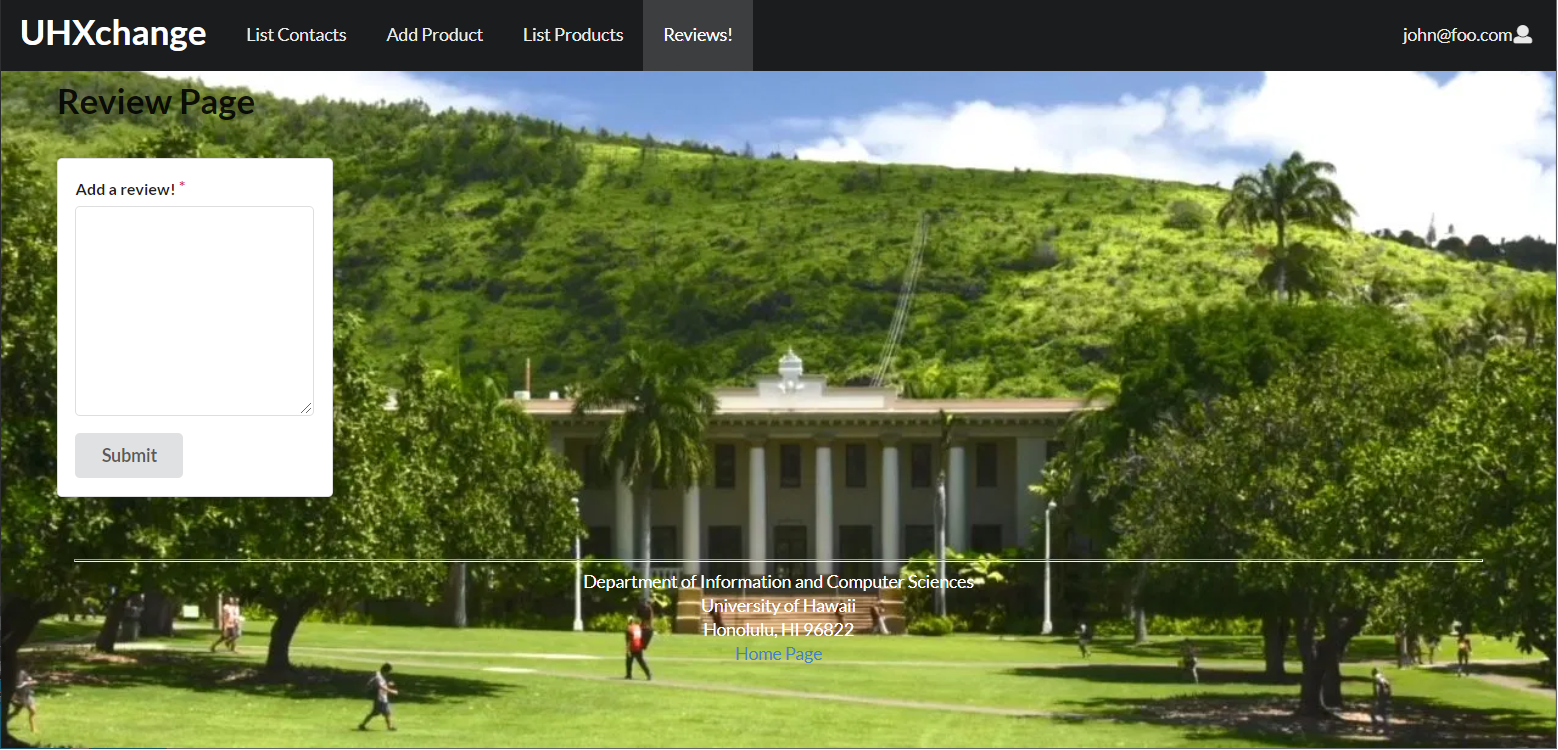 UHXchange List Contacts Add Product List Products Reviews! john@foo.com
Review Page
Add a review! *
Submit
Department of Information and Computer Sciences
University of Hawaii
Honolulu, HI 96822
Home Page